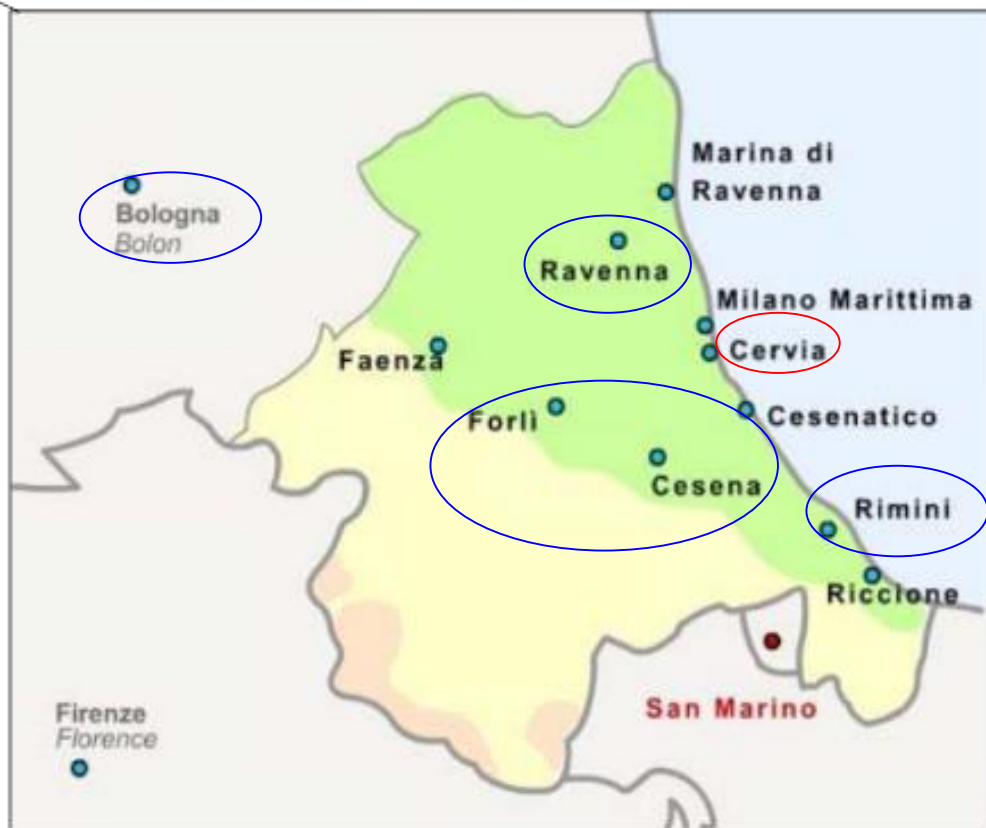 Marina di
Ravenna
Bologna
Bolon
Ravenna
Milano Marittima
Cervia
Faenza
Forlì
Cesenatico
Cesena
Rimini
Riccione
San Marino
Firenze
Florence